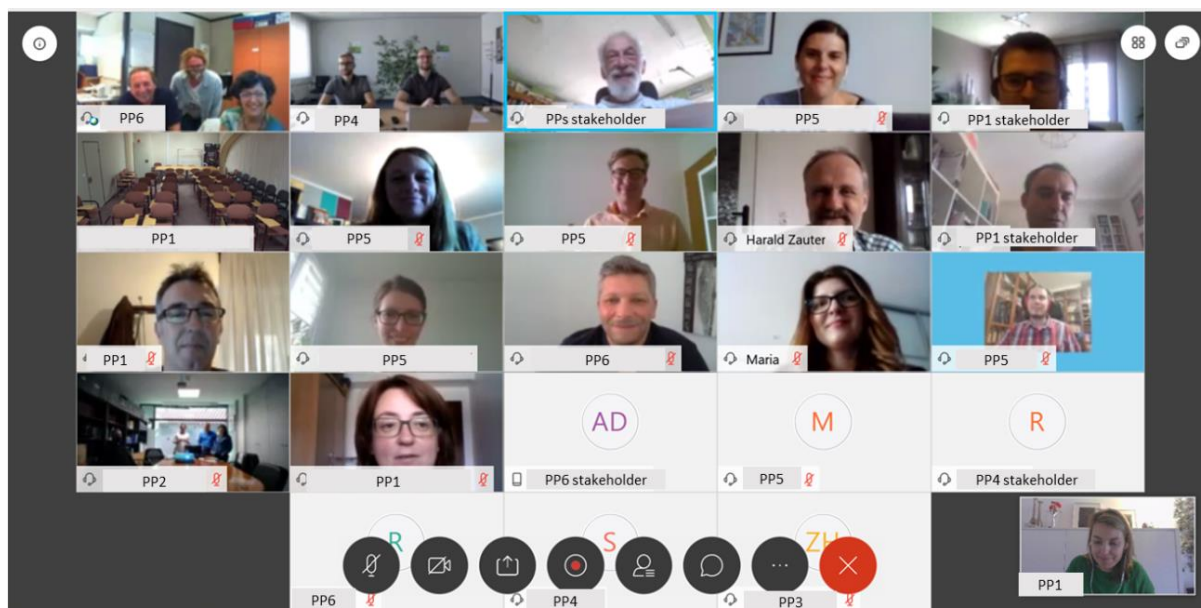 PP6
PP4
PPs stakeholder
PP5
PP1 stakeholder
PP1
PP5
PP5
Harald Zauter
PP1 stakeholder
PP1
PP5
PP6
Maria
PP5
PP2
PP1
AD
PP6 stakeholder
M
PP5
R
PP4 stakeholder
R
PP6
S
PP4
ZH
PP3
PP1